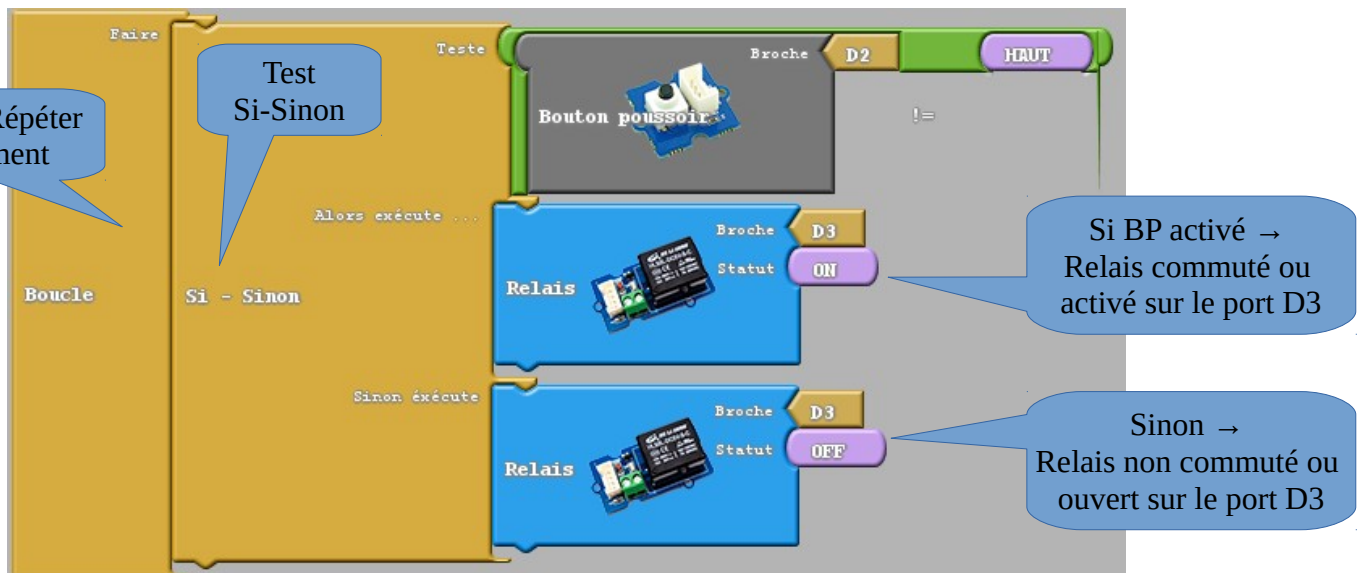 Faire
Test
Si-Sinon
Teste
Broche
D2
HAUT
Bouton poussoir
!=
Répéter
Alors exécute ...
Broche
D3
Statut
ON
Relais
Si BP activé →
Relais commuté ou
activé sur le port D3
Boucle
Si - Sinon
Sinon éxécute
Broche
D3
Statut
OFF
Relais
Sinon →
Relais non commuté ou
ouvert sur le port D3